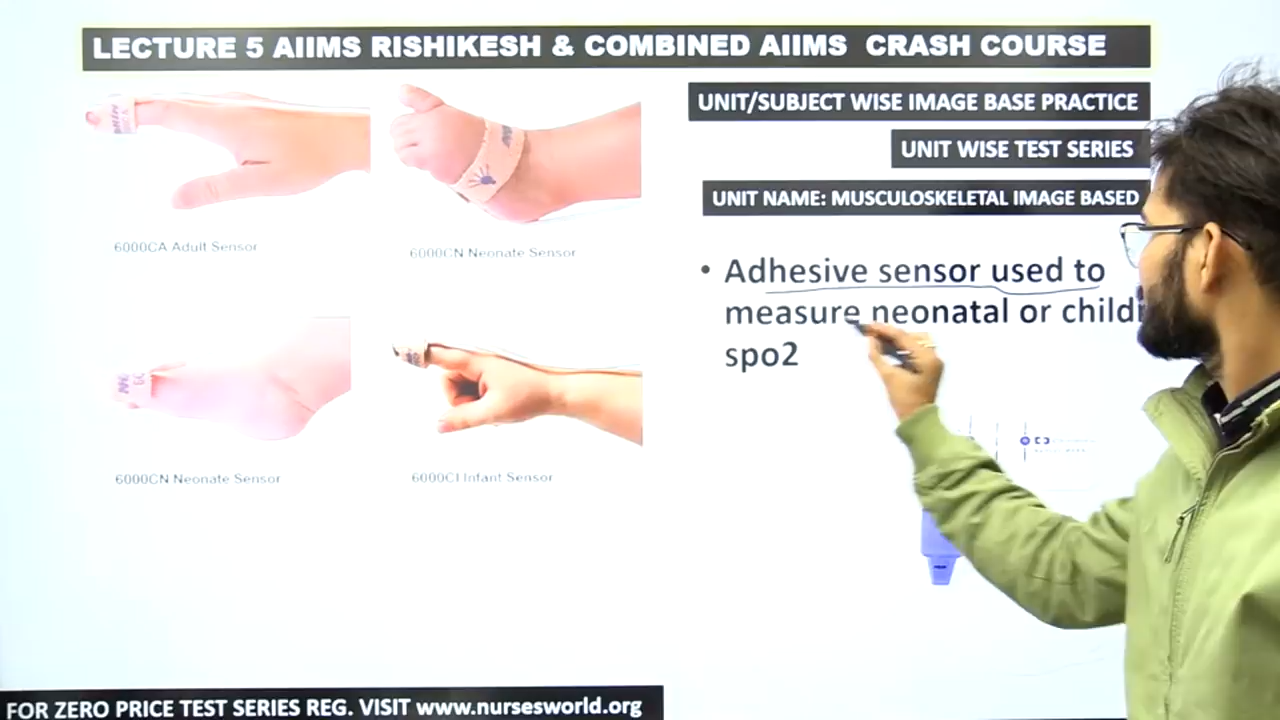 LECTURE 5 AIIMS RISHIKESH & COMBINED AIIMS CRASH COURSE
UNIT/SUBJECT WISE IMAGE BASE PRACTICE
UNIT WISE TEST SERIES
UNIT NAME: MUSCULOSKELETAL IMAGE BASED
6000CA Adult Sensor
6000CN Neonate Sensor
6000CN Neonate Sensor
6000CI Infant Sensor
• Adhesive sensor used to
measure neonatal or child
spo2
FOR ZERO PRICE TEST SERIES REG. VISIT www.nursesworld.org